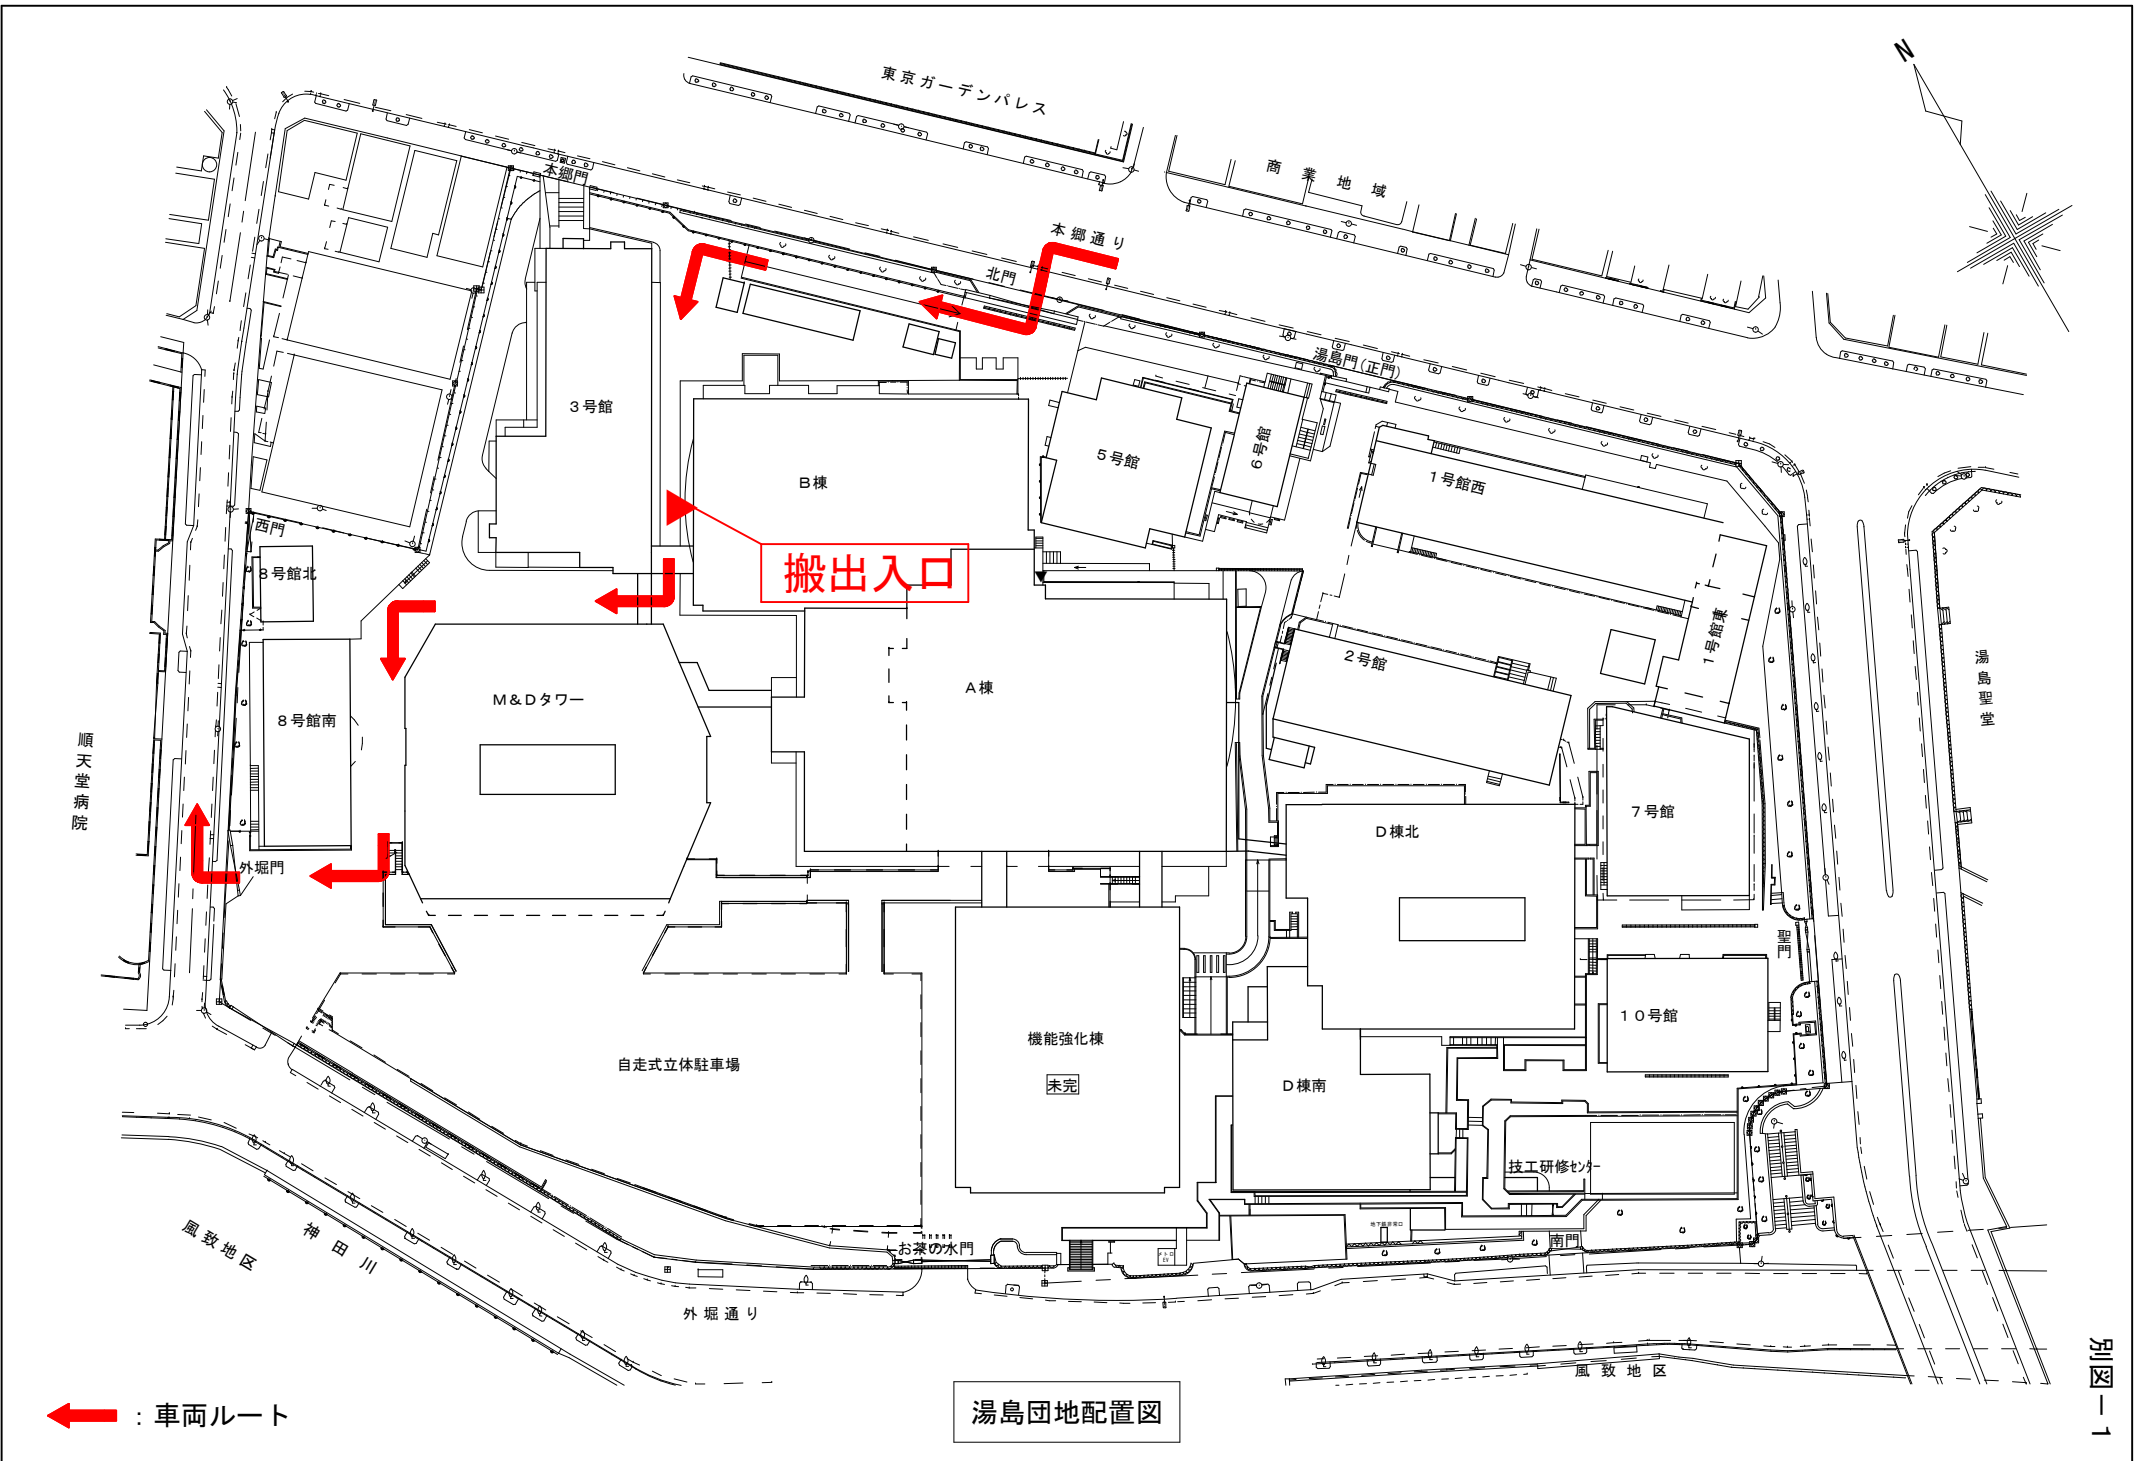 N
東京ガーデンパレス
商業地域
本郷門
本郷通り
北門
湯島門(正門)
3号館
B棟
5号館
6号館
1号館西
搬出入口
西門
8号館北
1号館東
2号館
湯島聖堂
M&Dタワー
A棟
8号館南
順天堂病院
D棟北
7号館
外堀門
聖門
機能強化棟
未完
10号館
自走式立体駐車場
D棟南
技工研修センター
風致地区
神田川
お茶の水門
南門
外堀通り
風致地区
:車両ルート
湯島団地配置図
別図-1